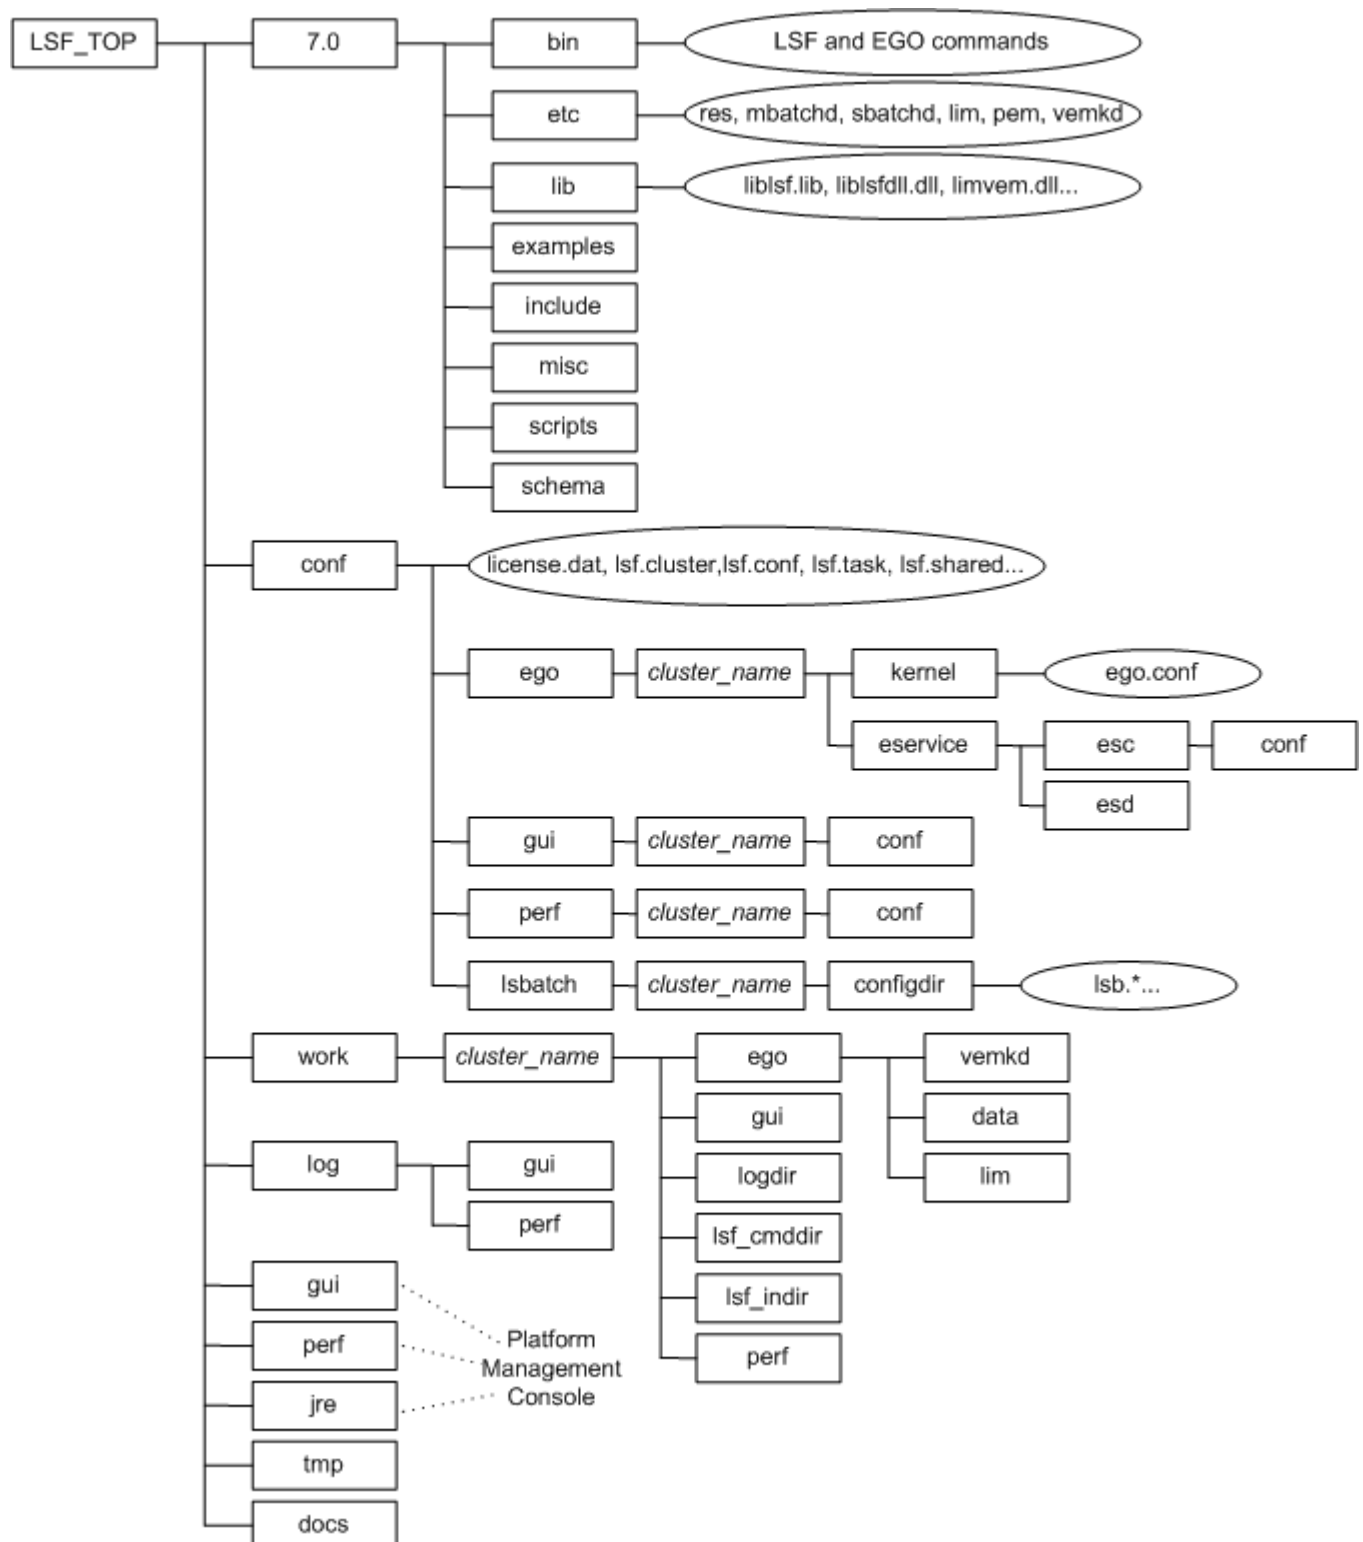 LSF_TOP
7.0
bin
LSF and EGO commands
etc
res, mbatchd, sbatchd, lim, pem, vemkd
lib
liblsf.lib, liblsfdll.dll, limvem.dll...
examples
include
misc
scripts
schema
conf
license.dat, lsf.cluster,lsf.conf, lsf.task, lsf.shared...
ego
cluster_name
kernel
ego.conf
eservice
esc
conf
esd
gui
cluster_name
conf
perf
cluster_name
conf
lsbatch
cluster_name
configdir
lsb.*...
work
cluster_name
ego
vemkd
gui
data
log
gui
logdir
lim
perf
lsf_cmddir
gui
lsf_indir
perf
Platform
Management
Console
perf
jre
tmp
docs